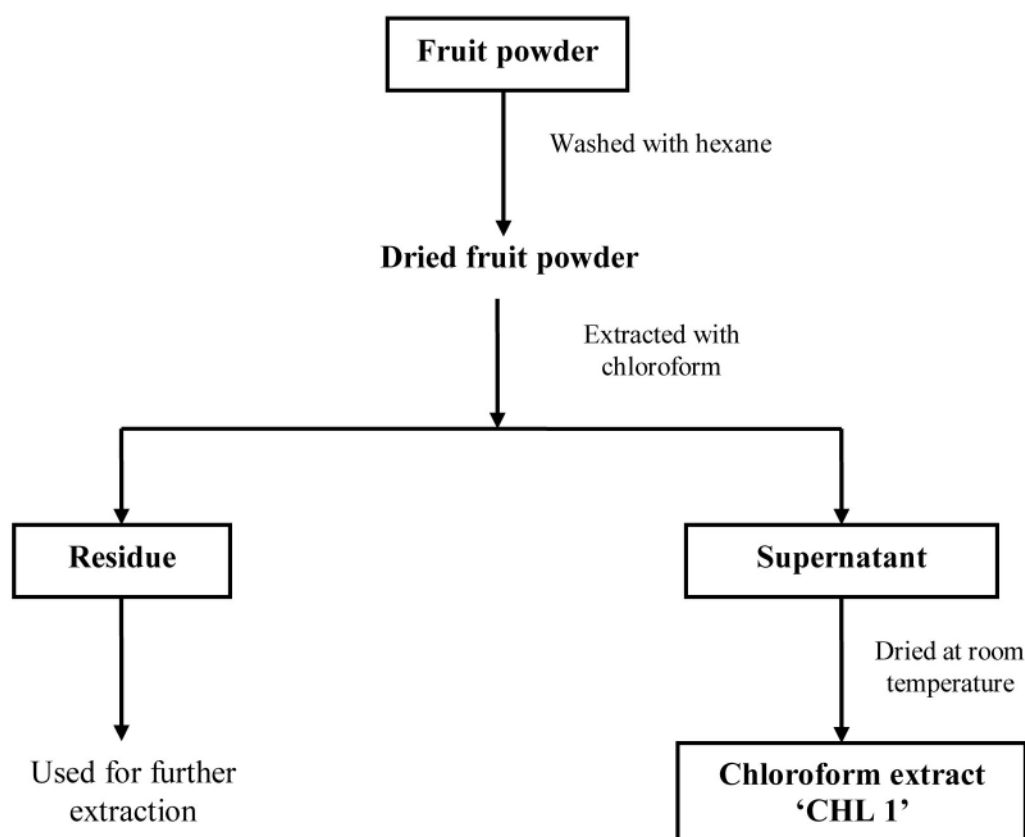 Fruit powder
Washed with hexane
Dried fruit powder
Extracted with
chloroform
Residue
Supernatant
Dried at room
temperature
Used for further
extraction
Chloroform extract
‘CHL 1’